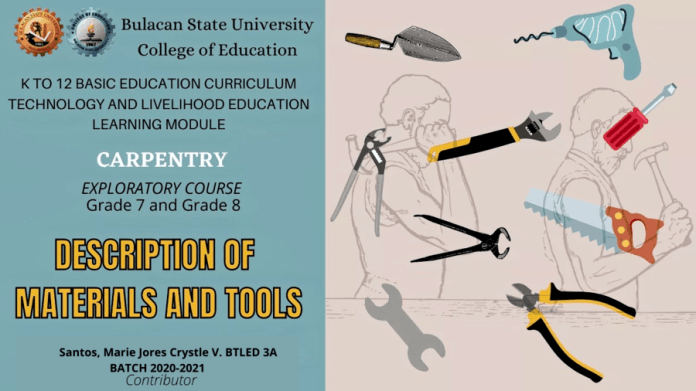 Bulacan State University
College of Education
K TO 12 BASIC EDUCATION CURRICULUM
TECHNOLOGY AND LIVELIHOOD EDUCATION
LEARNING MODULE
CARPENTRY
EXPLORATORY COURSE
Grade 7 and Grade 8
DESCRIPTION OF
MATERIALS AND TOOLS
Santos, Marie Jores Crystle V. BTLED 3A
BATCH 2020-2021
Contributor